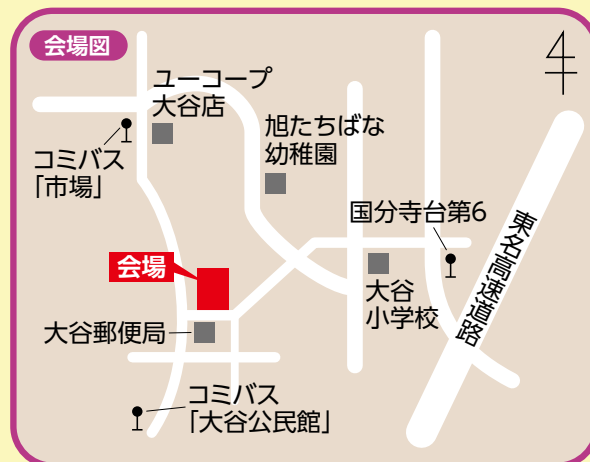 会場図
ユーコープ
大谷店
旭たちばな
幼稚園
コミバス
「市場」
国分寺台第6
東名高速道路
会場
大谷
小学校
大谷郵便局
コミバス
「大谷公民館」